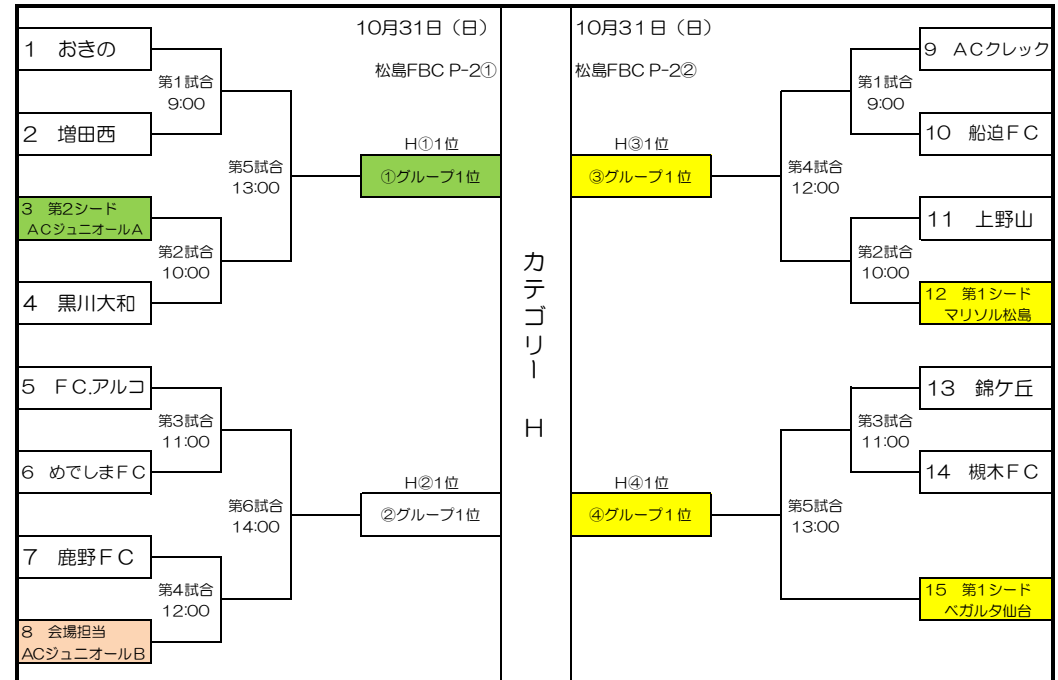 10月31日（日）
松島FBC P-2①
1 おきの
第1試合
9:00
2 増田西
第5試合
13:00
H①1位
①グループ1位
3 第2シード
ACジュニオールA
第2試合
10:00
4 黒川大和
5 FC.アルコ
第3試合
11:00
6 めでしまFC
第6試合
14:00
H②1位
②グループ1位
7 鹿野FC
第4試合
12:00
8 会場担当
ACジュニオールB
カテゴリー H
10月31日（日）
松島FBC P-2②
9 ACクレック
第1試合
9:00
10 船迫FC
H③1位
③グループ1位
第4試合
12:00
11 上野山
第2試合
10:00
12 第1シード
マリソル松島
13 錦ケ丘
第3試合
11:00
14 槻木FC
H④1位
④グループ1位
第5試合
13:00
15 第1シード
ベガルタ仙台